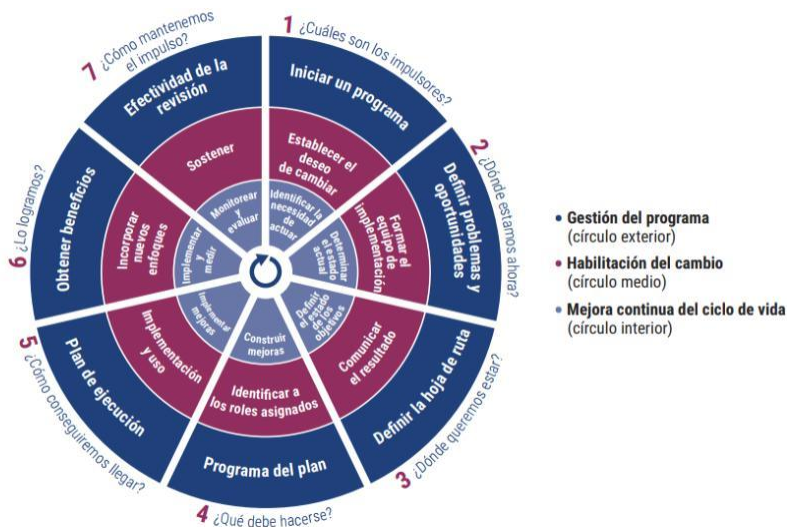 1 ¿Cuáles son los impulsores?
Iniciar un programa
Establecer el
deseo
de cambiar
Identificar la
necesidad
de
actuar
2 ¿Dónde estamos ahora?
Definir problemas y
oportunidades
Formar el
equipo de
implementación
Determinar
el estado
actual
3 ¿Dónde queremos estar?
Definir la hoja de ruta
Comunicar
el resultado
Definir
el estado
de los
objetivos
4 ¿Qué debe hacerse?
Programa del plan
Identificar a
los roles asignados
Construir
mejoras
5 ¿Cómo conseguiremos llegar?
Plan de ejecución
Implementación
y uso
Implementar
mejoras
6 ¿Lo logramos?
Obtener beneficios
Incorporar
nuevos
enfoques
Implementar
y
medir
7 ¿Cómo mantenemos
el impulso?
Efectividad de la
revisión
Sostener
Monitorear
y
evaluar
• Gestión del programa
(círculo exterior)
• Habilitación del cambio
(círculo medio)
• Mejora continua del ciclo de vida
(círculo interior)